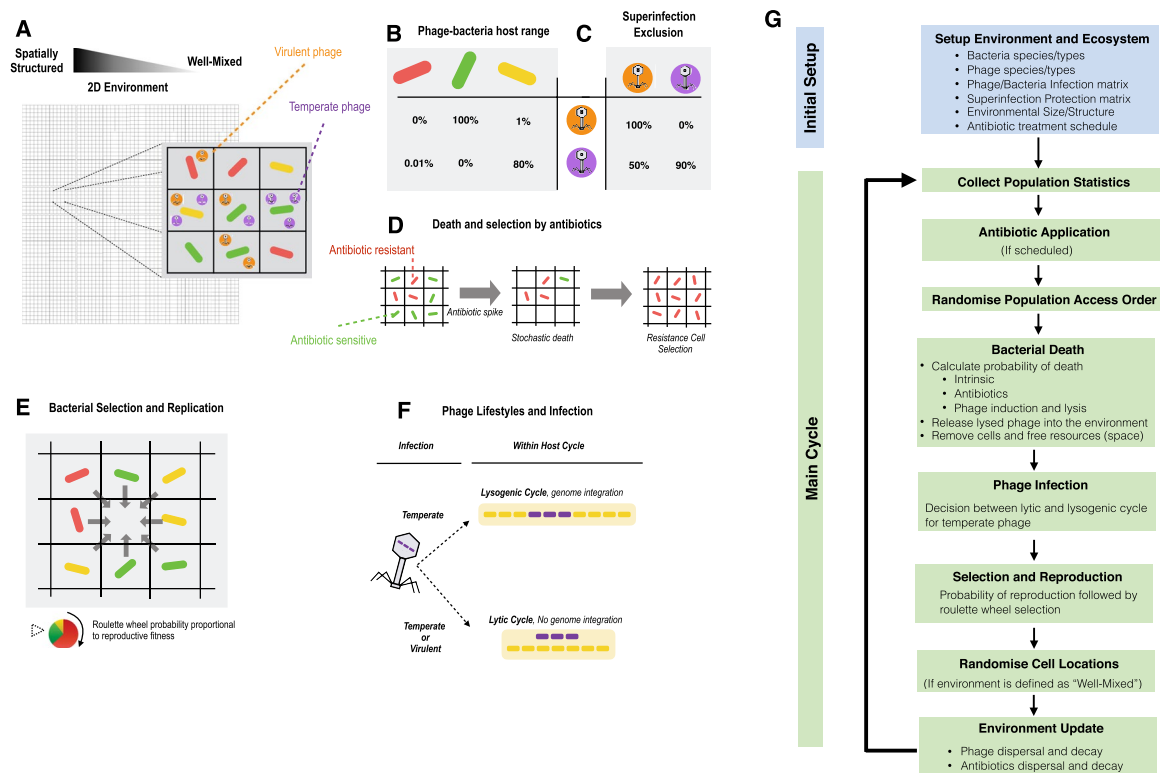 A
Spatially
Structured
Well-Mixed
2D Environment
Virulent phage
Temperate phage
B
Phage-bacteria host range
0%
100%
1%
0.01%
0%
80%
C
Superinfection
Exclusion
100%
0%
50%
90%
D
Death and selection by antibiotics
Antibiotic resistant
Antibiotic sensitive
Antibiotic spike
Stochastic death
Resistance Cell
Selection
E
Bacterial Selection and Replication
Roulette wheel probability proportional
to reproductive fitness
F
Phage Lifestyles and Infection
Infection
Within Host Cycle
Lysogenic Cycle, genome integration
Temperate
Temperate
or
Virulent
Lytic Cycle, No genome integration
G
Initial Setup
Setup Environment and Ecosystem
• Bacteria species/types
• Phage species/types
• Phage/Bacteria Infection matrix
• Superinfection Protection matrix
• Environmental Size/Structure
• Antibiotic treatment schedule
Main Cycle
Collect Population Statistics
Antibiotic Application
(If scheduled)
Randomise Population Access Order
Bacterial Death
• Calculate probability of death
• Intrinsic
• Antibiotics
• Phage induction and lysis
• Release lysed phage into the environment
• Remove cells and free resources (space)
Phage Infection
Decision between lytic and lysogenic cycle
for temperate phage
Selection and Reproduction
Probability of reproduction followed by
roulette wheel selection
Randomise Cell Locations
(If environment is defined as “Well-Mixed”)
Environment Update
• Phage dispersal and decay
• Antibiotics dispersal and decay